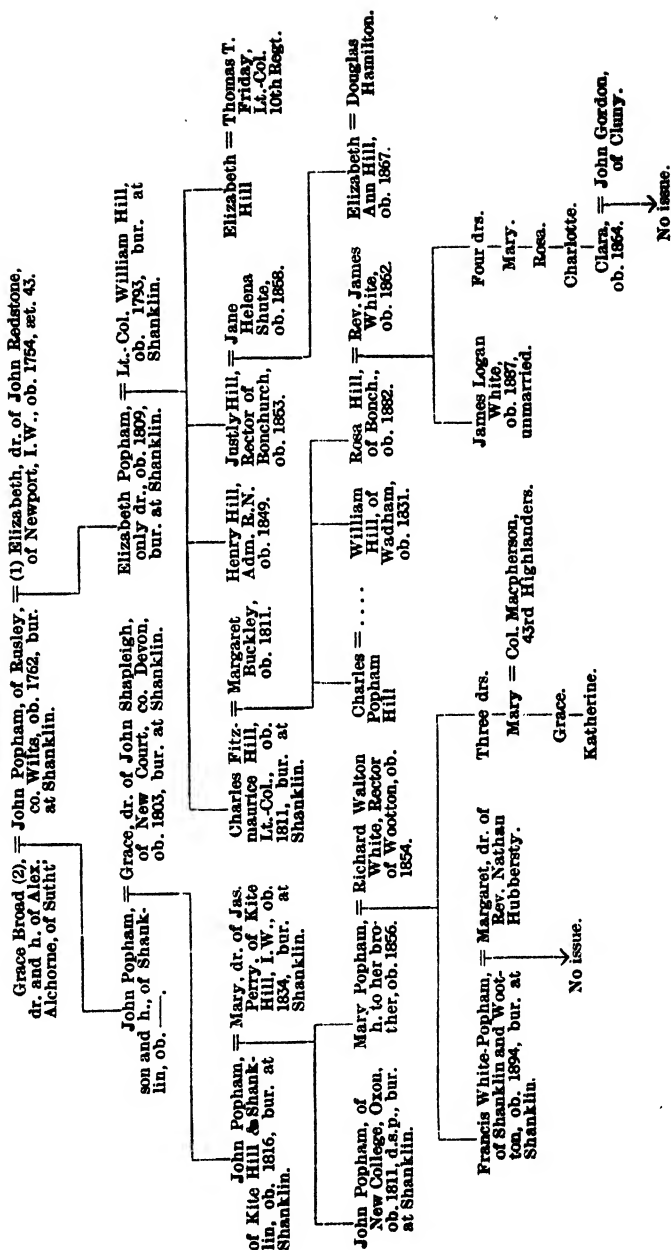 Grace Broad (2), = John Popham, of Rusley, = (1) Elizabeth, dr. of John Redstone,
dr. and h. of Alex. co. Wilts, ob. 1762, bur. of Newport, I.W., ob. 1754, æt. 43.
Alchorne, of Sutht' at Shanklin.
John Popham, = Grace, dr. of John Shapleigh,
son and h., of Shank- of New Court, co. Devon,
lin, ob. —. ob. 1803, bur. at Shanklin.
Elizabeth Popham, = Lt.-Col. William Hill,
only dr., ob. 1809, ob. 1793, bur. at
bur. at Shanklin. Shanklin.
John Popham, = Mary, dr. of Jas.
of Kite Hill & Shank- Perry, of Kite
lin, ob. 1816, bur. at Hill, I.W., ob.
Shanklin. 1834, bur. at
Shanklin.
Charles Fitz- = Margaret
maurice Hill, Buckley,
Lt.-Col., ob. ob. 1811.
1811, bur. at
Shanklin.
Henry Hill,
Adm. R.N.
ob. 1849.
Justly Hill, = Jane
Rector of Helena
Bonchurch, Shute,
ob. 1853. ob. 1868.
Elizabeth = Thomas T.
Hill Friday,
Lt.-Col.
10th Regt.
John Popham, of
New College, Oxon,
ob. 1811, d.s.p., bur.
at Shanklin.
Mary Popham, = Richard Walton
h. to her bro- White, Rector
ther, ob. 1856. of Wootton, ob.
1854.
Charles = ....
Popham
Hill
William
Hill, of
Wadham,
ob. 1831.
Rosa Hill, = Rev. James
of Bonch., White,
ob. 1882. ob. 1862.
Elizabeth = Douglas
Ann Hill, Hamilton.
ob. 1867.
Francis White-Popham, = Margaret, dr. of
of Shanklin and Woot- Rev. Nathan
ton, ob. 1894, bur. at Hubbersty.
Shanklin.
No issue.
Three drs.
Mary = Col. Macpherson,
43rd Highlanders.
Grace.
Katherine.
James Logan
White,
ob. 1887,
unmarried.
Four drs.
Mary.
Rosa.
Charlotte.
Clara, = John Gordon,
ob. 1864. of Cluny.
No issue.